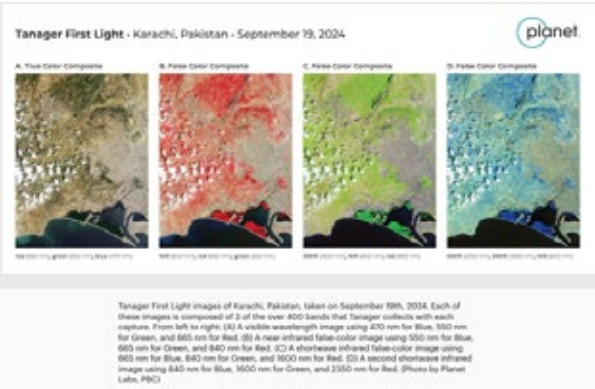 planet.
Tanager First Light - Karachi, Pakistan - September 19, 2024
A. True Color Composite
B. False Color Composite
C. False Color Composite
D. False Color Composite
Tanager First Light images of Karachi, Pakistan, taken on September 19th, 2024. Each of
these images is composed of 3 of the over 400 bands that Tanager collects with each
capture. From left to right: (A) A visible-wavelength image using 470 nm for Blue, 550 nm
for Green, and 665 nm for Red. (B) A near-infrared false-color image using 550 nm for Blue,
665 nm for Green, and 840 nm for Red. (C) A shortwave infrared false-color image using
665 nm for Blue, 840 nm for Green, and 1600 nm for Red. (D) A second shortwave infrared
image using 840 nm for Blue, 1600 nm for Green, and 2350 nm for Red. (Photo by Planet
Labs, PBC)